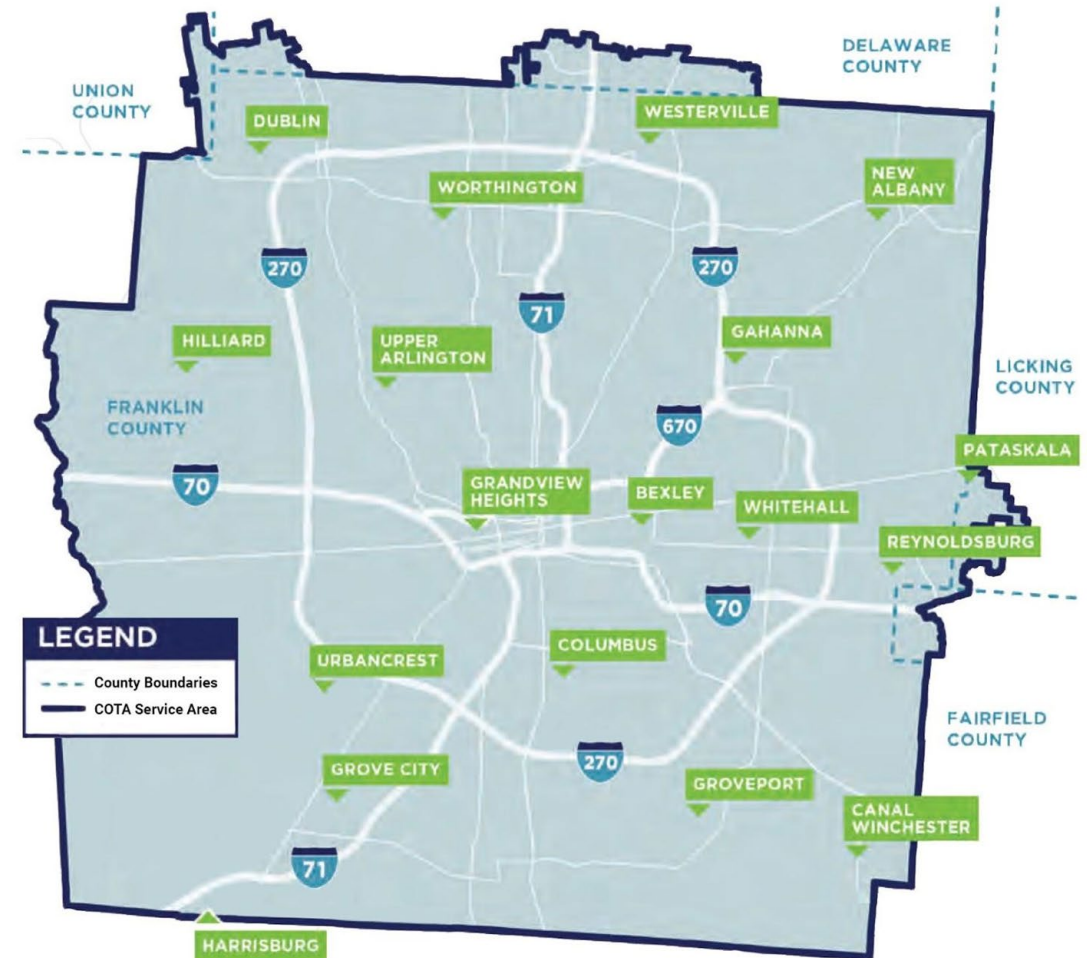 DELAWARE
COUNTY
UNION
COUNTY
DUBLIN
WESTERVILLE
WORTHINGTON
NEW
ALBANY
270
270
71
HILLIARD
UPPER
ARLINGTON
GAHANNA
LICKING
COUNTY
FRANKLIN
COUNTY
670
PATASKALA
70
GRANDVIEW
HEIGHTS
BEXLEY
WHITEHALL
REYNOLDSBURG
70
LEGEND
County Boundaries
COTA Service Area
URBANCREST
COLUMBUS
FAIRFIELD
COUNTY
270
GROVE CITY
GROVEPORT
CANAL
WINCHESTER
71
HARRISBURG